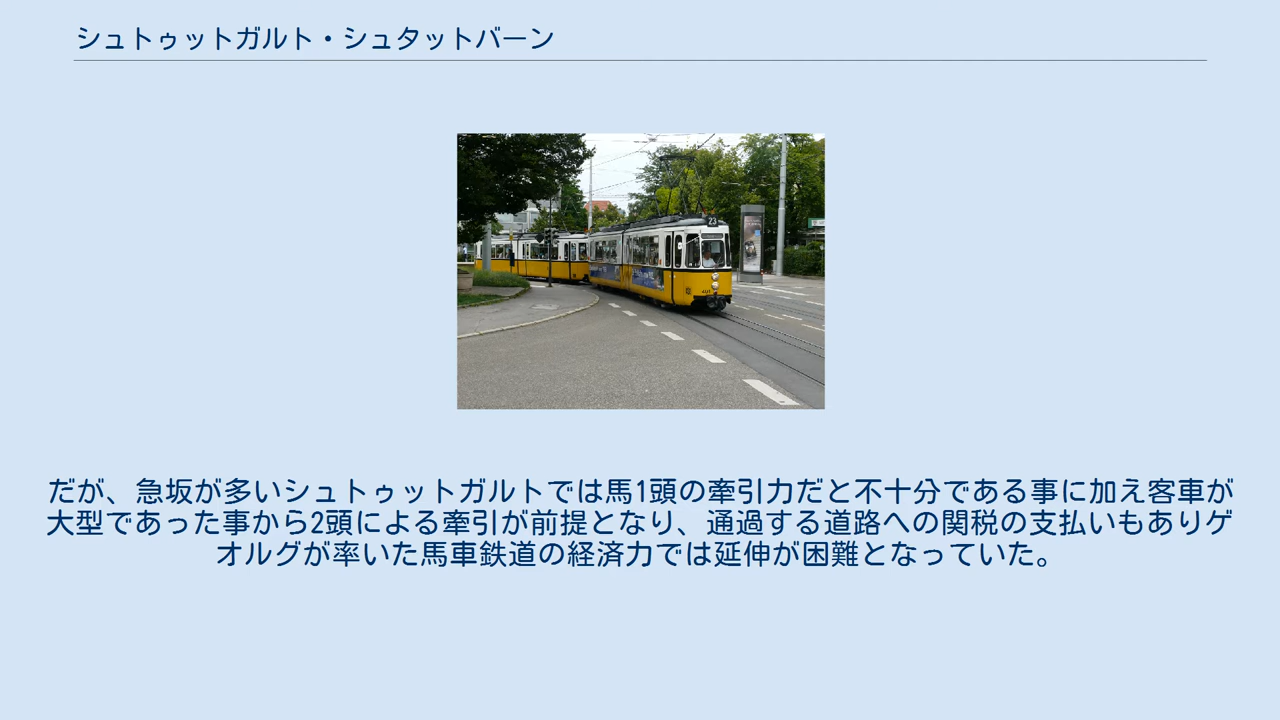 シュトゥットガルト・シュタットバーン
23
だが、急坂が多いシュトゥットガルトでは馬1頭の牽引力だと不十分である事に加え客車が
大型であった事から2頭による牽引が前提となり、通過する道路への関税の支払いもありゲ
オルグが率いた馬車鉄道の経済力では延伸が困難となっていた。